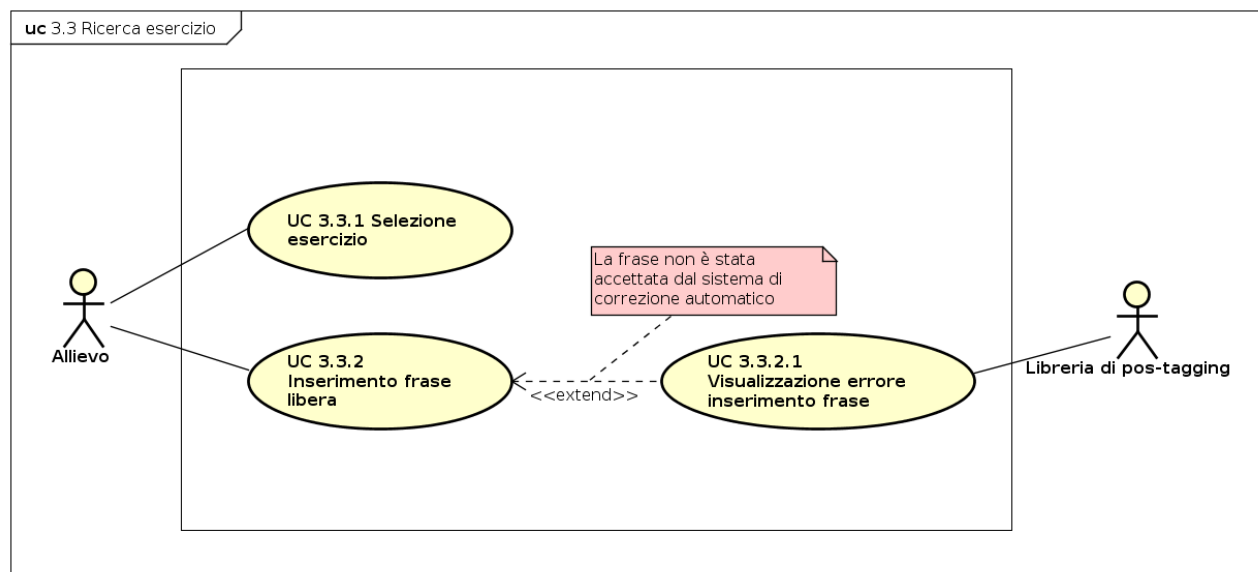 uc 3.3 Ricerca esercizio
UC 3.3.1 Selezione
esercizio
La frase non è stata
accettata dal sistema di
correzione automatico
Allievo
UC 3.3.2
Inserimento frase
libera
<<extend>>
UC 3.3.2.1
Visualizzazione errore
inserimento frase
Libreria di pos-tagging